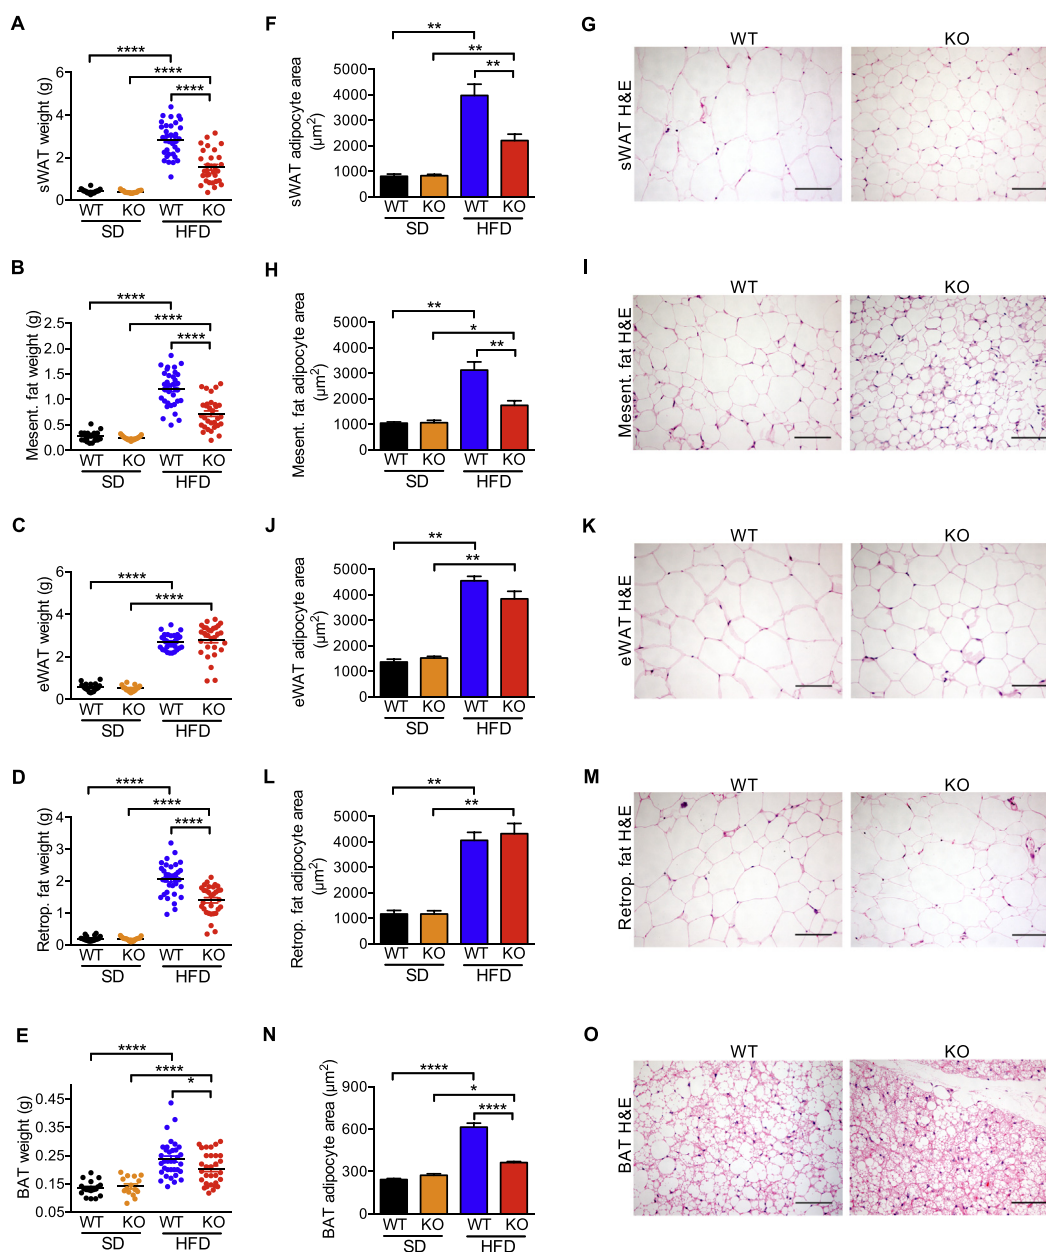 A
sWAT weight (g)
6
4
2
0
****
****
****
WT KO WT KO
SD HFD
F
sWAT adipocyte area
(µm2)
5000
4000
3000
2000
1000
0
**
**
**
WT KO WT KO
SD HFD
G
WT KO
sWAT H&E
B
Mesent. fat weight (g)
2.5
2.0
1.5
1.0
0.5
0.0
****
****
****
WT KO WT KO
SD HFD
H
Mesent. fat adipocyte area
(µm2)
5000
4000
3000
2000
1000
0
**
*
**
WT KO WT KO
SD HFD
I
WT KO
Mesent. fat H&E
C
eWAT weight (g)
6
4
2
0
****
****
WT KO WT KO
SD HFD
J
eWAT adipocyte area
(µm2)
5000
4000
3000
2000
1000
0
**
**
WT KO WT KO
SD HFD
K
WT KO
eWAT H&E
D
Retrop. fat weight (g)
4
3
2
1
0
****
****
****
WT KO WT KO
SD HFD
L
Retrop. fat adipocyte area
(µm2)
5000
4000
3000
2000
1000
0
**
**
WT KO WT KO
SD HFD
M
WT KO
Retrop. fat H&E
E
BAT weight (g)
0.45
0.35
0.25
0.15
0.05
****
****
*
WT KO WT KO
SD HFD
N
BAT adipocyte area (µm2)
900
600
300
0
****
*
****
WT KO WT KO
SD HFD
O
WT KO
BAT H&E